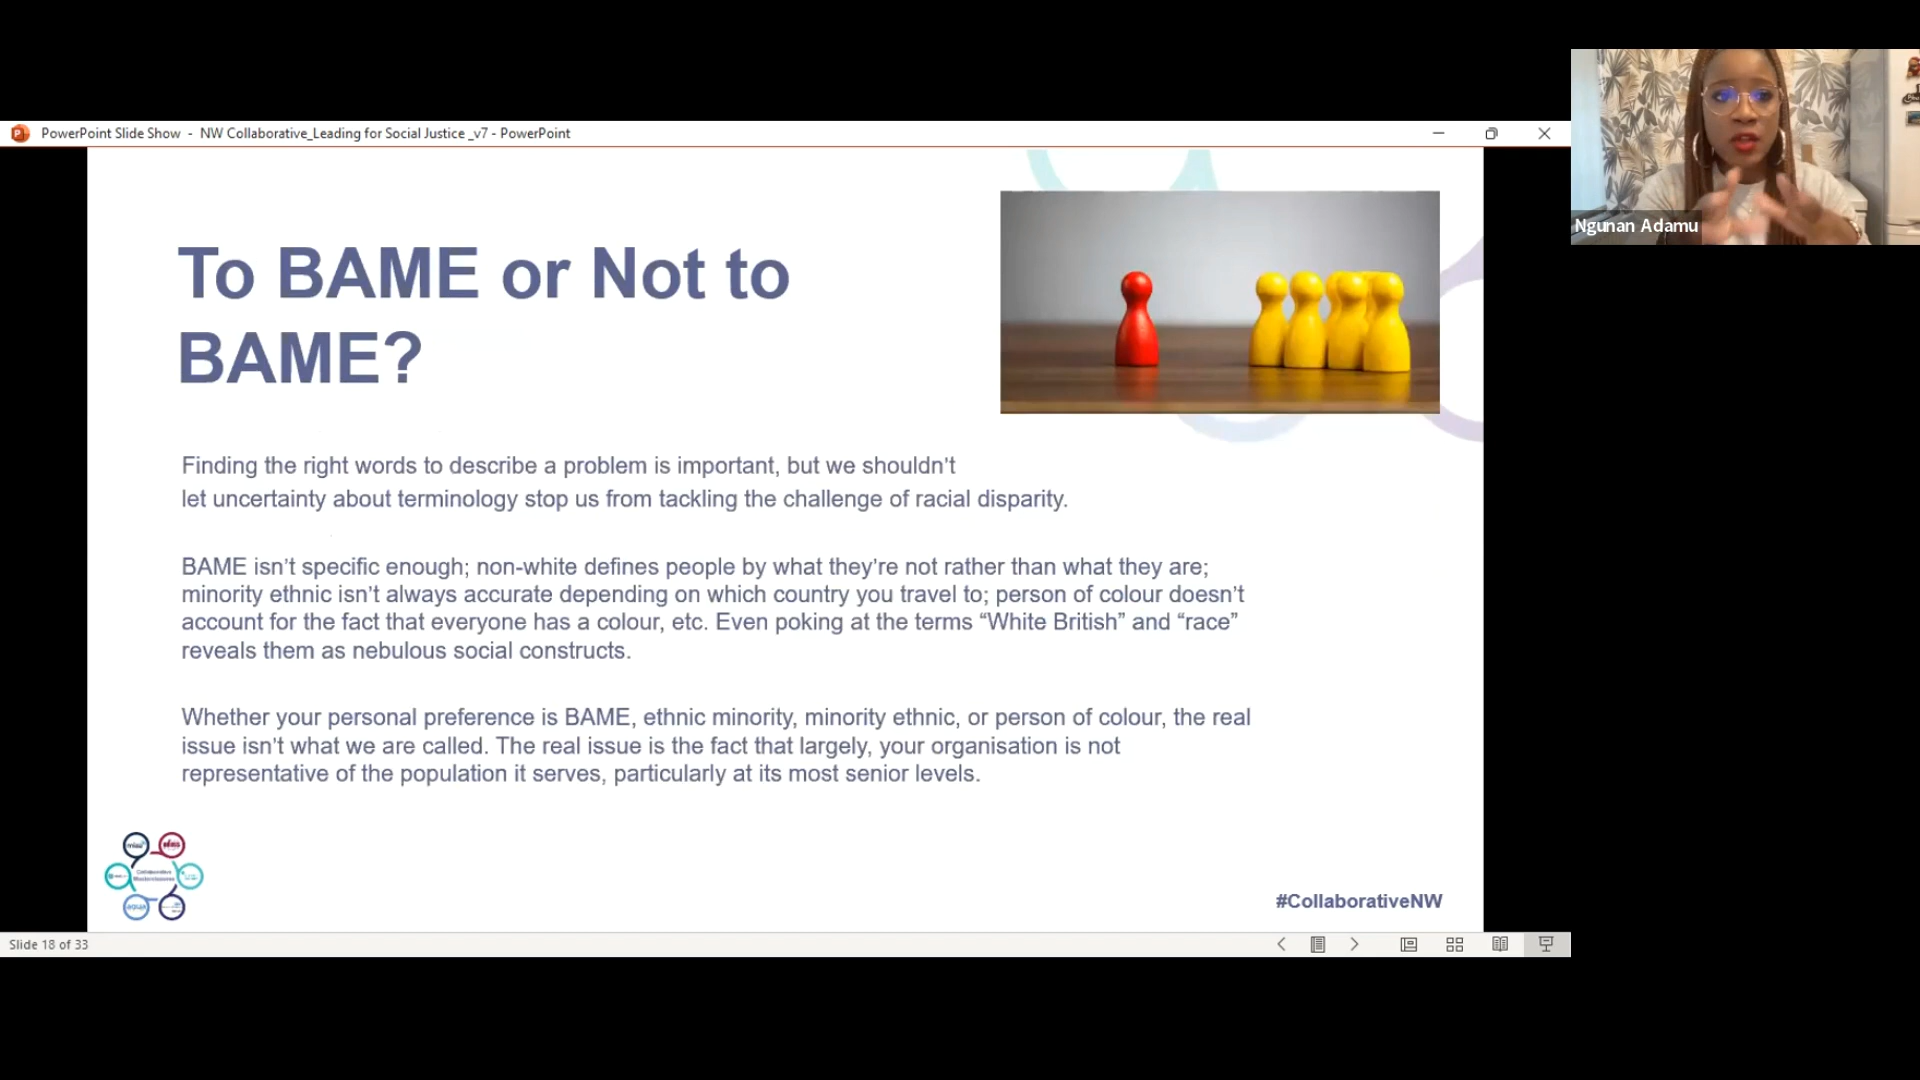 PowerPoint Slide Show - NW Collaborative_Leading for Social Justice _v7 - PowerPoint
Ngunan Adamu
To BAME or Not to
BAME?
Finding the right words to describe a problem is important, but we shouldn't
let uncertainty about terminology stop us from tackling the challenge of racial disparity.
BAME isn’t specific enough; non-white defines people by what they’re not rather than what they are;
minority ethnic isn’t always accurate depending on which country you travel to; person of colour doesn’t
account for the fact that everyone has a colour, etc. Even poking at the terms “White British” and “race”
reveals them as nebulous social constructs.
Whether your personal preference is BAME, ethnic minority, minority ethnic, or person of colour, the real
issue isn’t what we are called. The real issue is the fact that largely, your organisation is not
representative of the population it serves, particularly at its most senior levels.
Collaborative
Masterclasses
aqua
#CollaborativeNW
Slide 18 of 33